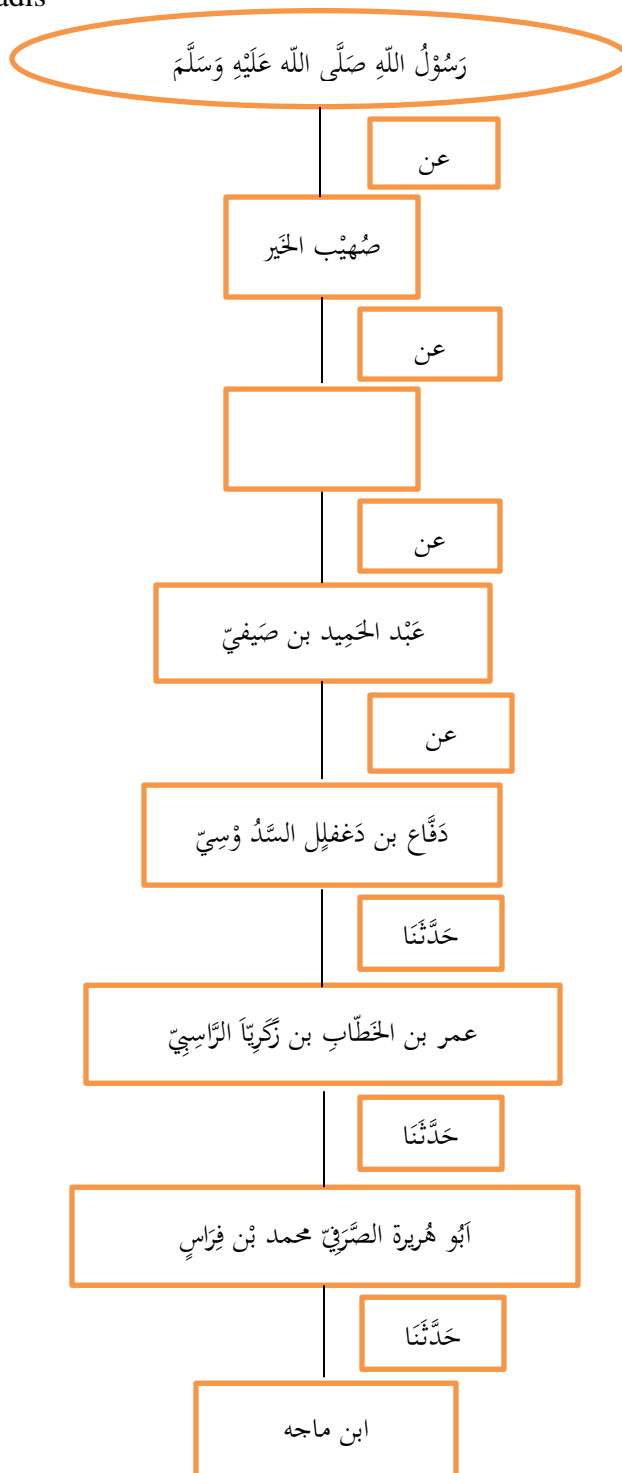 adis
رَسُوْلُ اللّهِ صَلَّى اللّه عَلَيْهِ وَسَلَّمَ
عن
صُهيْب الخَير
عن
عن
عَبْد الحَمِيد بن صَيفيّ
عن
دَفَّاع بن دَغفلٍل السَّدُ وْسِيّ
حَدَّثَنَا
عمر بن الخَطّابِ بن زَكَرِيّاَ الرَّاسِبِيّ
حَدَّثَنَا
اَبُو هُريرة الصَّرَفِيّ محمد بْن فِرَاسٍ
حَدَّثَنَا
ابن ماجه